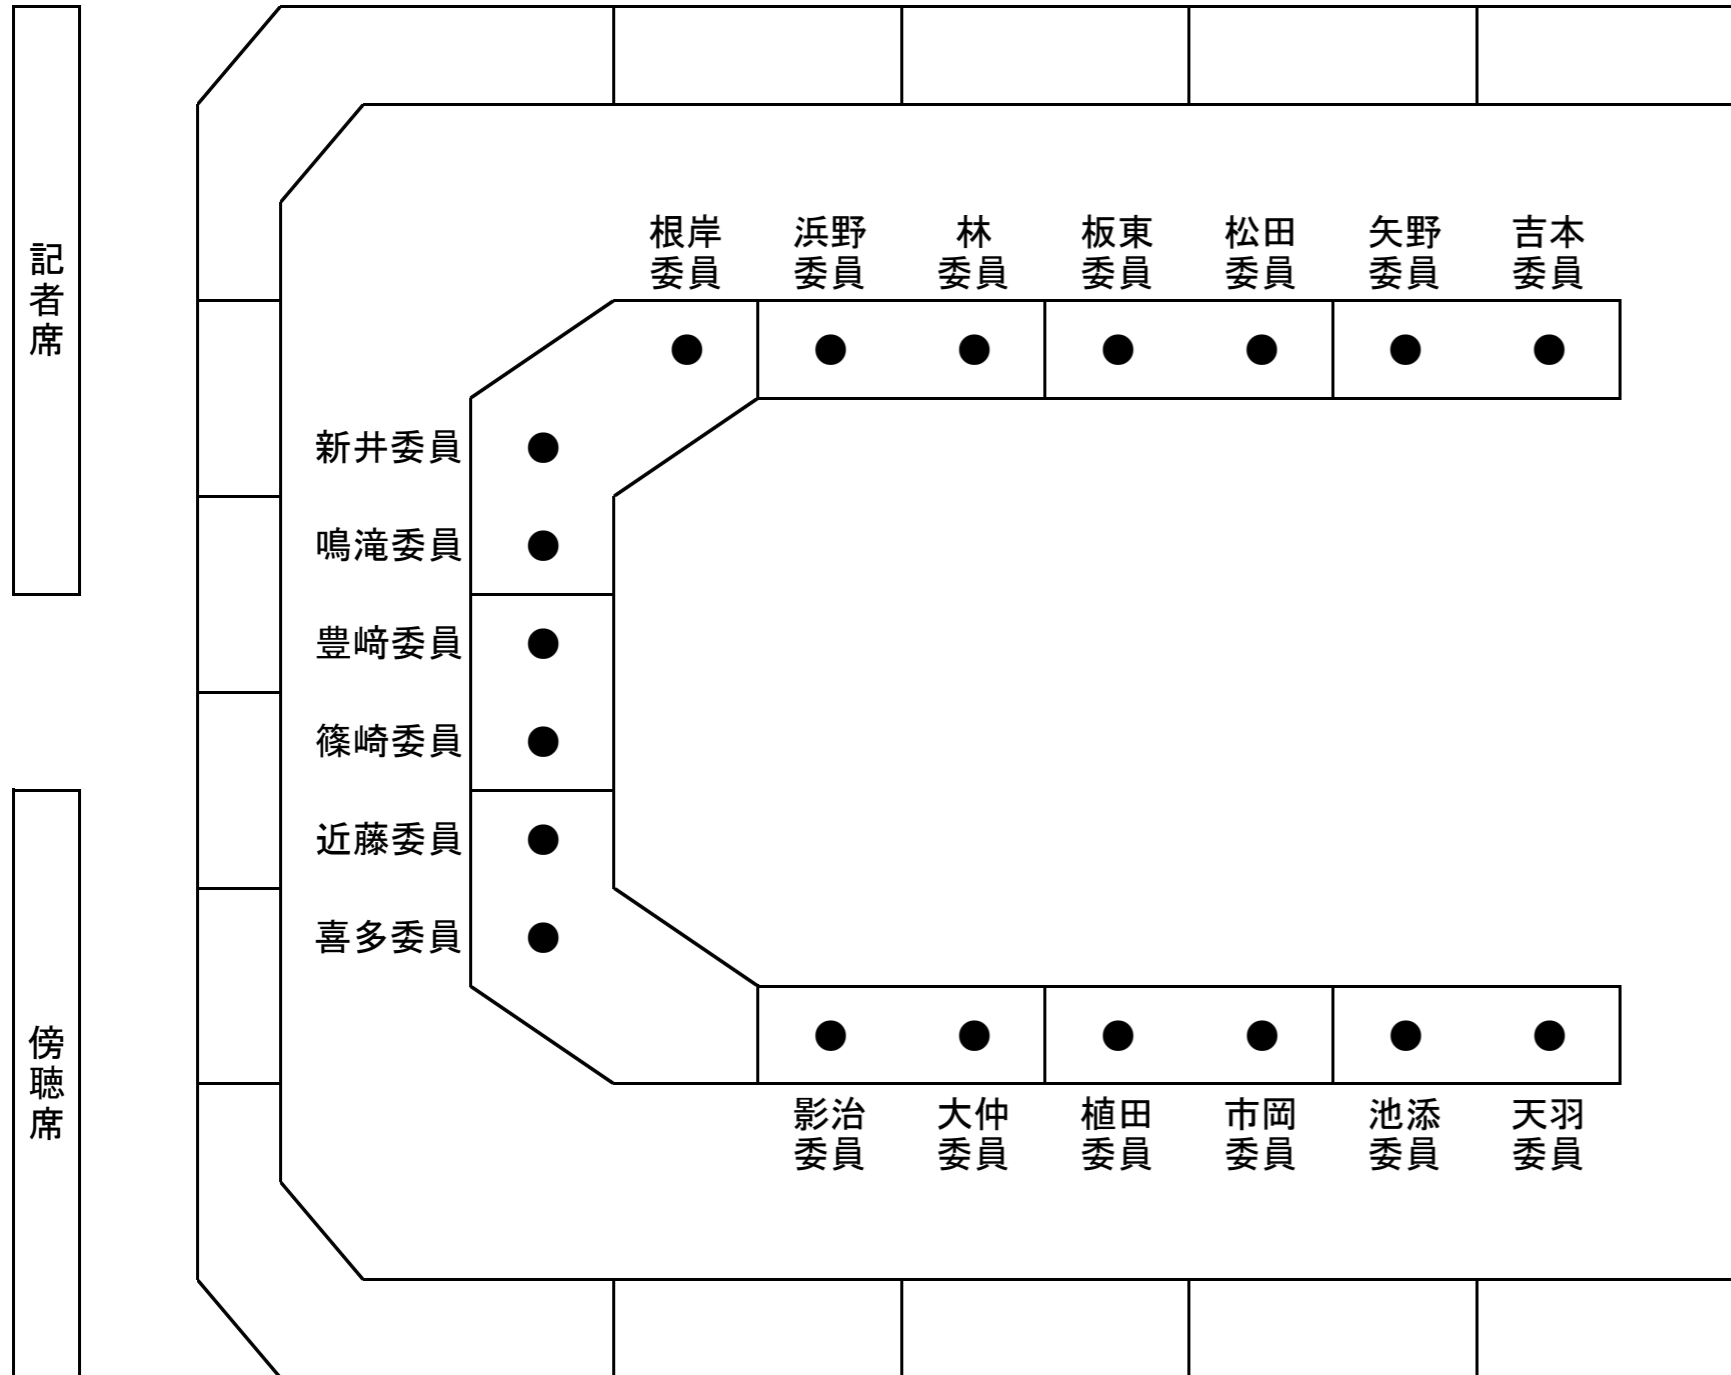 記者席
傍聴席
根岸
委員
浜野
委員
林
委員
板東
委員
松田
委員
矢野
委員
吉本
委員
新井委員
鳴滝委員
豊﨑委員
篠崎委員
近藤委員
喜多委員
影治
委員
大仲
委員
植田
委員
市岡
委員
池添
委員
天羽
委員